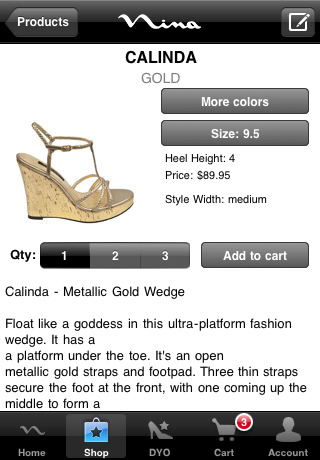 Products
Nina
CALINDA
GOLD
More colors
Size: 9.5
Heel Height: 4
Price: $89.95
Style Width: medium
Qty:
1
2
3
Add to cart
Calinda - Metallic Gold Wedge
Float like a goddess in this ultra-platform fashion
wedge. It has a
a platform under the toe. It's an open
metallic gold straps and footpad. Three thin straps
secure the foot at the front, with one coming up the
middle to form a
3
Home
Shop
DYO
Cart
Account